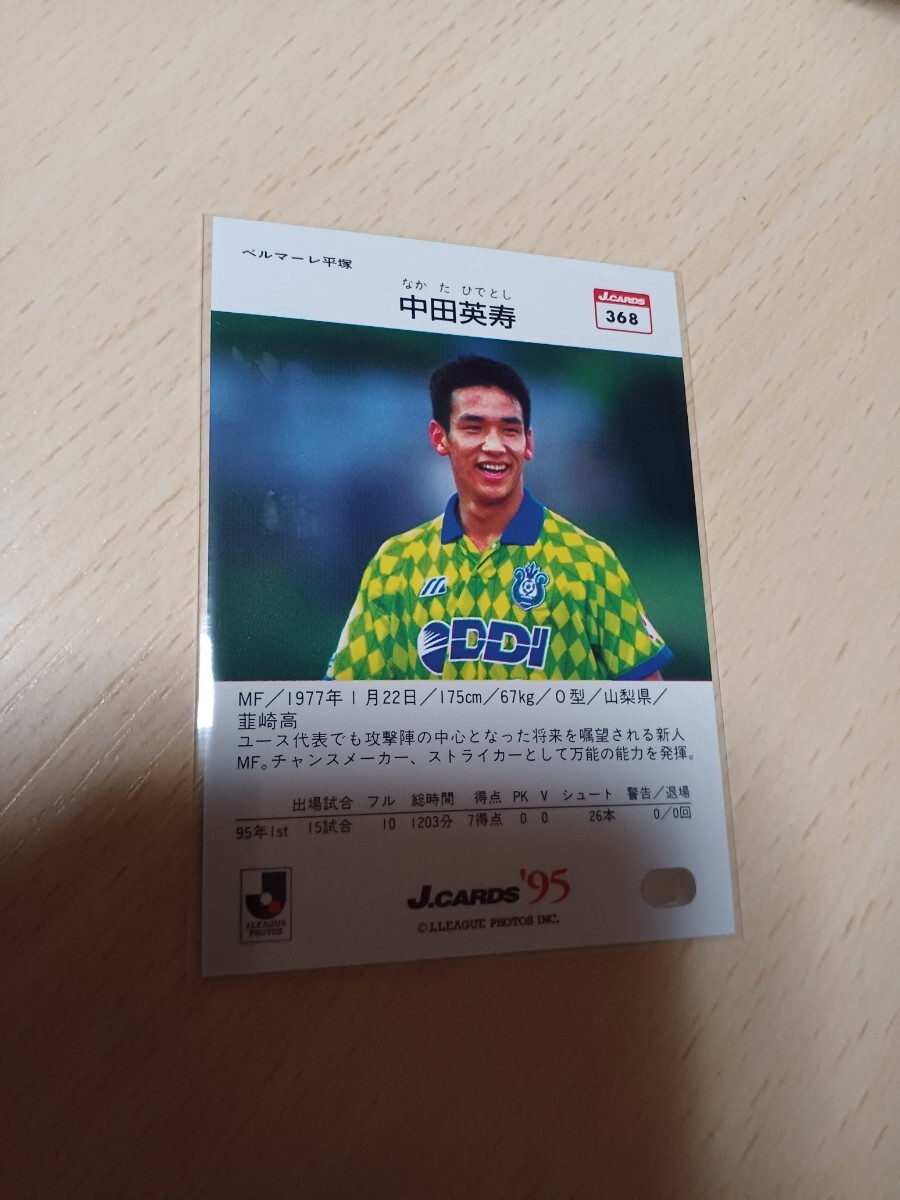 ベルマーレ平塚
なか た ひでとし
中田英寿
J.CARDS
368
DDI
MF／1977年1月22日／175cm／67kg／O型／山梨県／
韮崎高
ユース代表でも攻撃陣の中心となった将来を嘱望される新人
MF。チャンスメーカー、ストライカーとして万能の能力を発揮。
出場試合 フル 総時間 得点 PK V シュート 警告／退場
95年1st 15試合 10 1203分 7得点 0 0 26本 0／0回
J.LEAGUE
PHOTOS
J.CARDS '95
©J.LEAGUE PHOTOS INC.